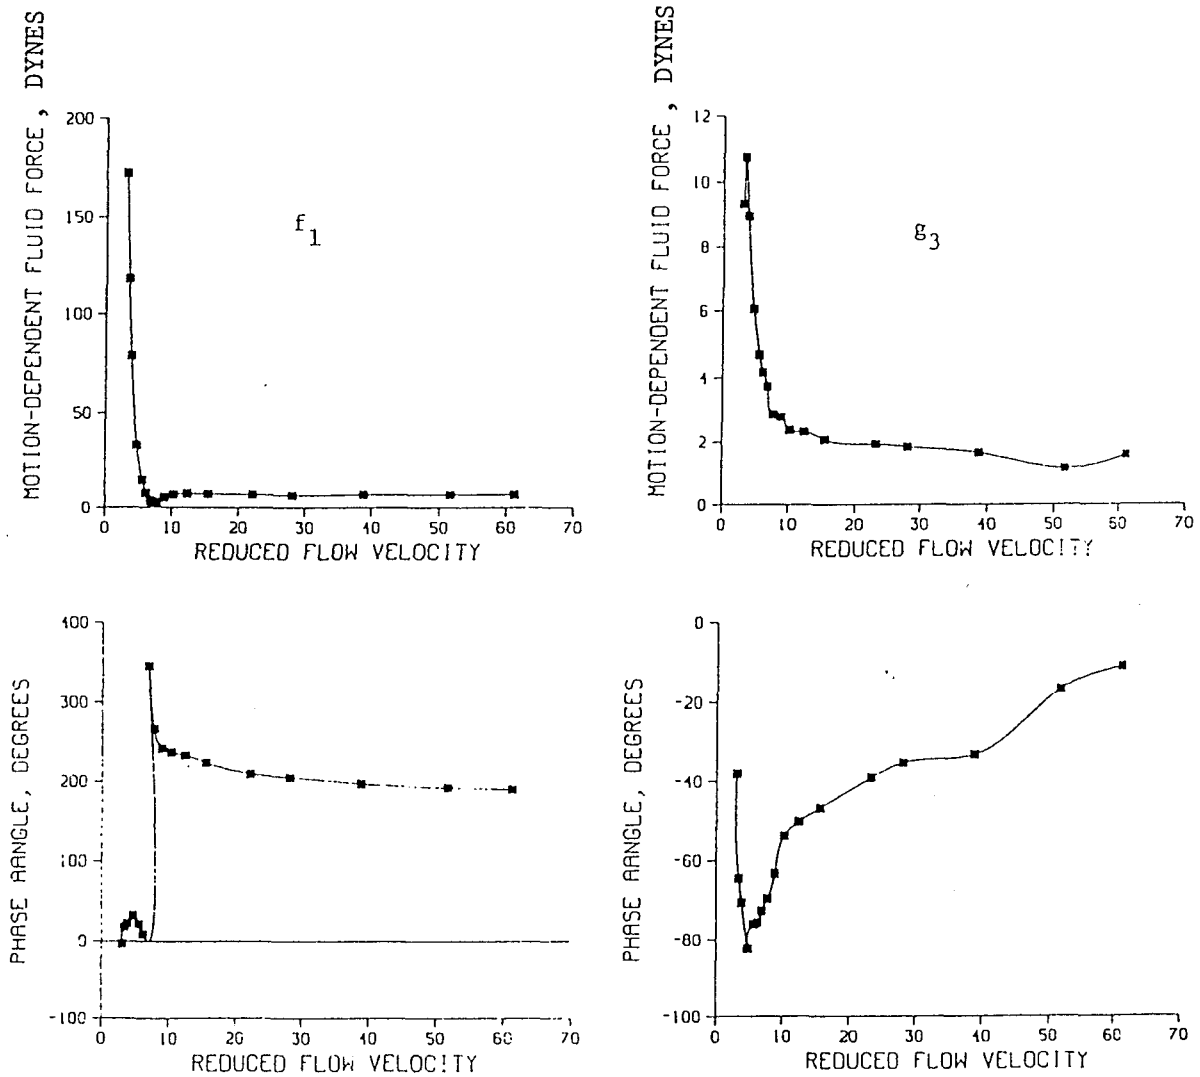 MOTION-DEPENDENT FLUID FORCE, DYNES
200
150
100
50
0
0 10 20 30 40 50 60 70
REDUCED FLOW VELOCITY
f1
MOTION-DEPENDENT FLUID FORCE, DYNES
12
10
8
6
4
2
0
0 10 20 30 40 50 60 70
REDUCED FLOW VELOCITY
g3
PHASE AANGLE, DEGREES
400
300
200
100
0
-100
0 10 20 30 40 50 60 70
REDUCED FLOW VELOCITY
PHASE AANGLE, DEGREES
0
-20
-40
-60
-80
-100
0 10 20 30 40 50 60 70
REDUCED FLOW VELOCITY